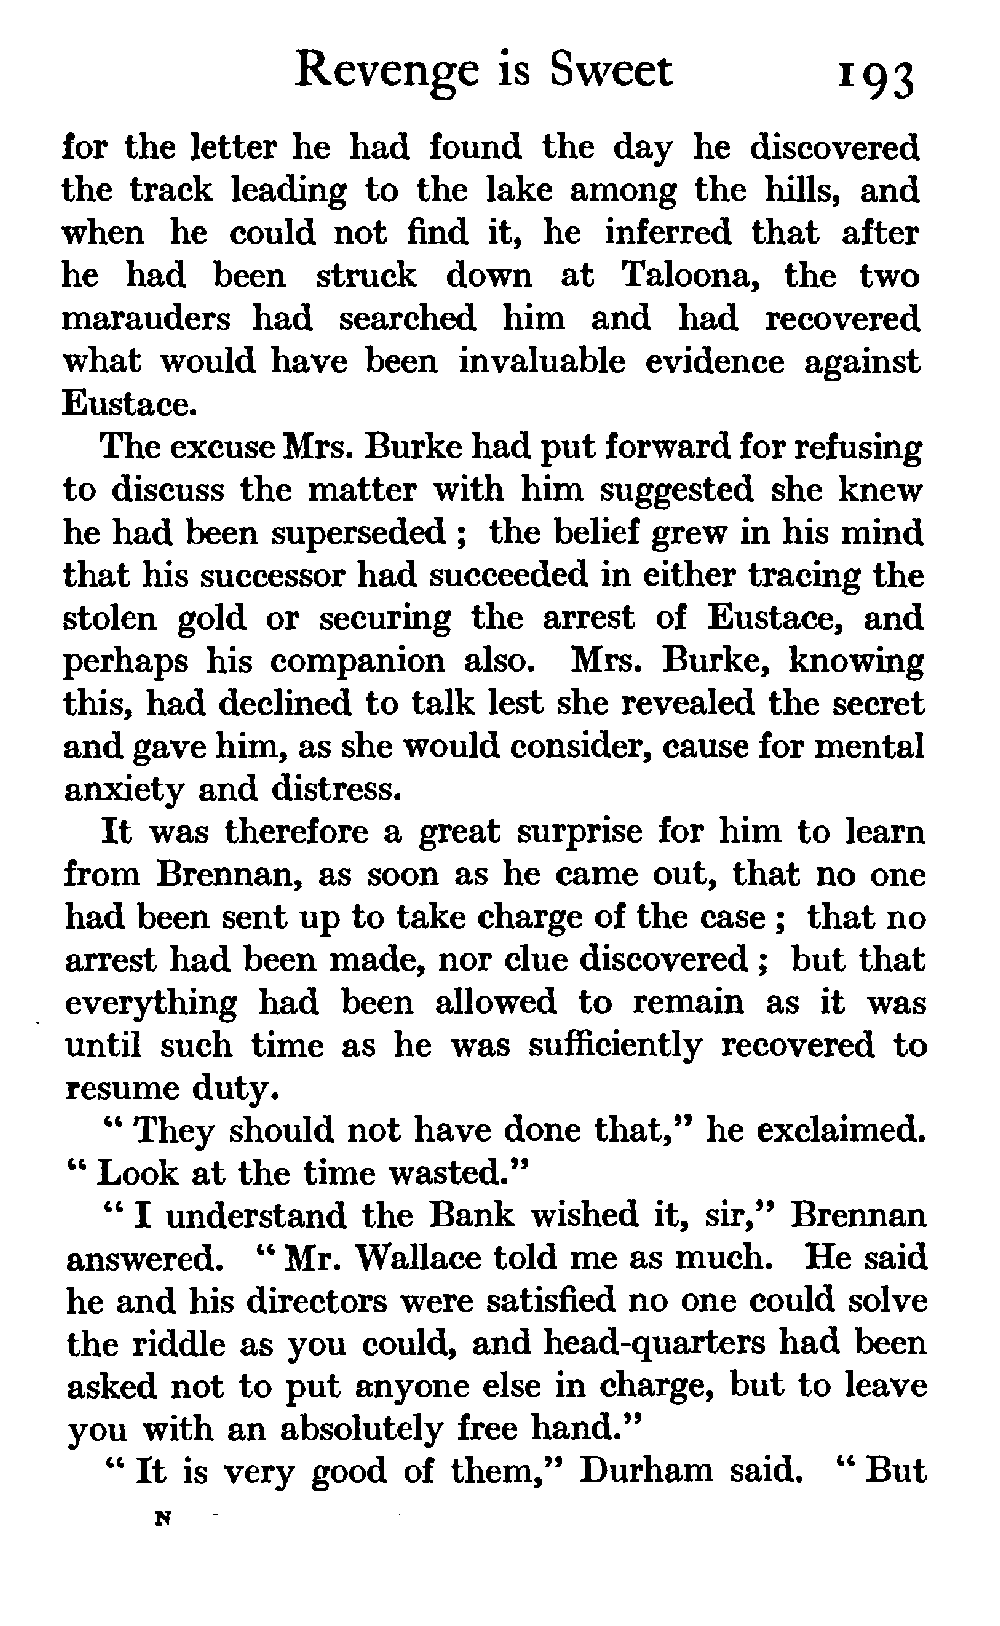 Revenge is Sweet 193
for the letter he had found the day he discovered
the track leading to the lake among the hills, and
when he could not find it, he inferred that after
he had been struck down at Taloona, the two
marauders had searched him and had recovered
what would have been invaluable evidence against
Eustace.
The excuse Mrs. Burke had put forward for refusing
to discuss the matter with him suggested she knew
he had been superseded ; the belief grew in his mind
that his successor had succeeded in either tracing the
stolen gold or securing the arrest of Eustace, and
perhaps his companion also. Mrs. Burke, knowing
this, had declined to talk lest she revealed the secret
and gave him, as she would consider, cause for mental
anxiety and distress.
It was therefore a great surprise for him to learn
from Brennan, as soon as he came out, that no one
had been sent up to take charge of the case ; that no
arrest had been made, nor clue discovered ; but that
everything had been allowed to remain as it was
until such time as he was sufficiently recovered to
resume duty.
“ They should not have done that,” he exclaimed.
“ Look at the time wasted.”
“ I understand the Bank wished it, sir,” Brennan
answered. “ Mr. Wallace told me as much. He said
he and his directors were satisfied no one could solve
the riddle as you could, and head-quarters had been
asked not to put anyone else in charge, but to leave
you with an absolutely free hand.”
“ It is very good of them,” Durham said. “ But
N